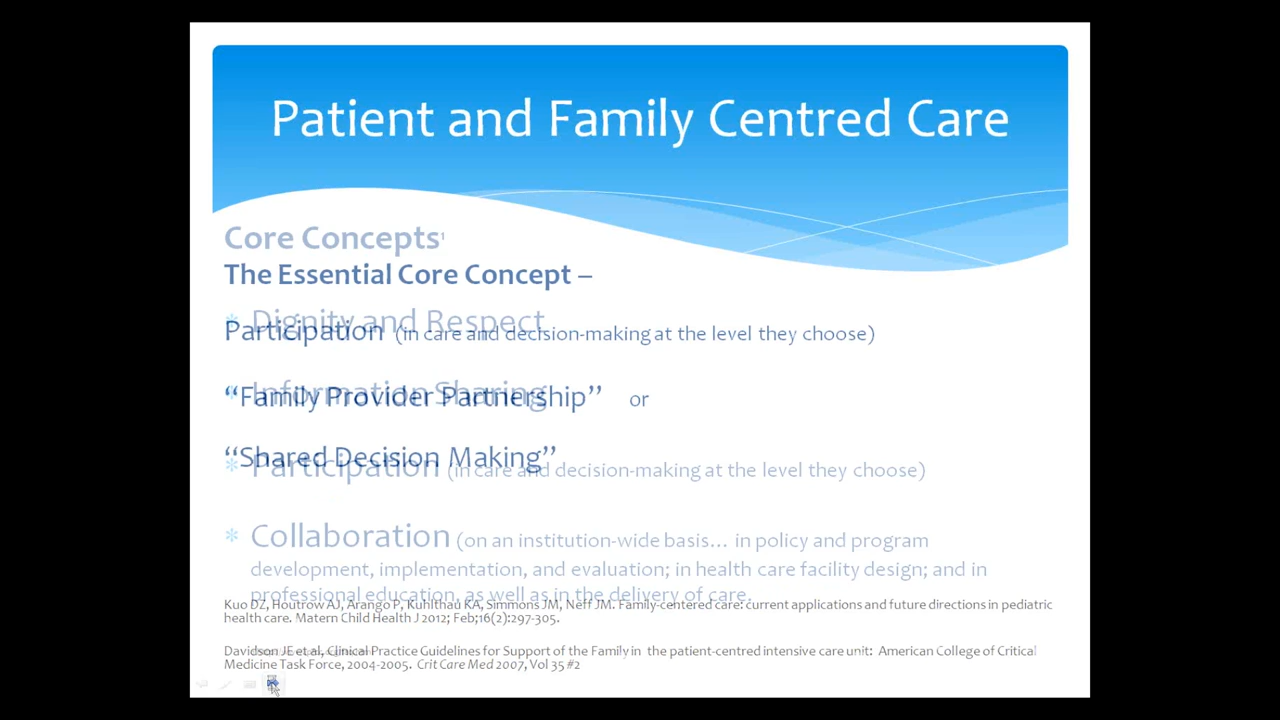 Patient and Family Centred Care
Core Concepts¹
The Essential Core Concept –
* Dignity and Respect
Participation (in care and decision-making at the level they choose)
* Information Sharing
“Family Provider Partnership” or
“Shared Decision Making”
* Participation (in care and decision-making at the level they choose)
* Collaboration (on an institution-wide basis... in policy and program
development, implementation, and evaluation; in health care facility design; and in
professional education, as well as in the delivery of care.
Kuo DZ, Houtrow AJ, Arango P, Kuhlthau KA, Simmons JM, Neff JM. Family-centered care: current applications and future directions in pediatric
health care. Matern Child Health J 2012; Feb;16(2):297-305.
Davidson JE et al, Clinical Practice Guidelines for Support of the Family in the patient-centred intensive care unit: American College of Critical
Medicine Task Force, 2004-2005. Crit Care Med 2007, Vol 35 #2